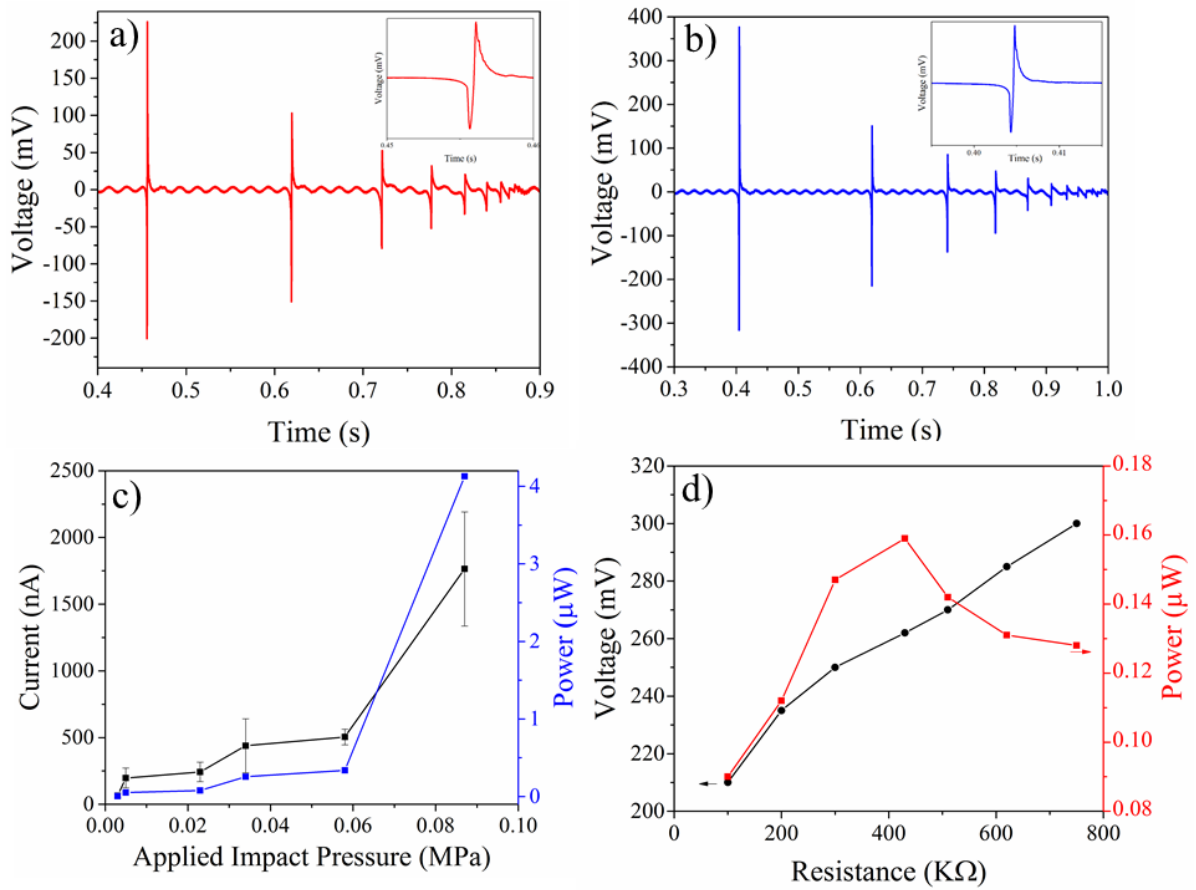 a)
Voltage (mV)
200
150
100
50
0
-50
-100
-150
-200
0.4 0.5 0.6 0.7 0.8 0.9
Time (s)
Voltage (mV)
0.45 0.46
Time (s)
b)
Voltage (mV)
400
300
200
100
0
-100
-200
-300
-400
0.3 0.4 0.5 0.6 0.7 0.8 0.9 1.0
Time (s)
Voltage (mV)
0.40 0.41
Time (s)
c)
Current (nA)
2500
2000
1500
1000
500
0
0.00 0.02 0.04 0.06 0.08 0.10
Applied Impact Pressure (MPa)
4
3
2
1
0
Power (μW)
d)
Voltage (mV)
320
300
280
260
240
220
200
0 200 400 600 800
Resistance (KΩ)
0.18
0.16
0.14
0.12
0.10
0.08
Power (μW)